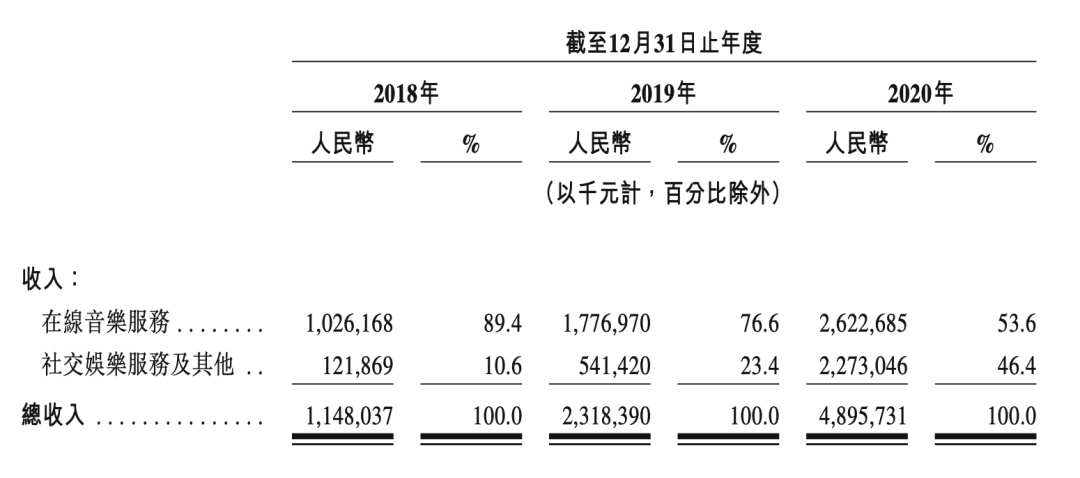 截至12月31日止年度
2018年 2019年 2020年
人民幣 % 人民幣 % 人民幣 %
(以千元計，百分比除外)
收入：
在線音樂服務 ........ 1,026,168 89.4 1,776,970 76.6 2,622,685 53.6
社交娛樂服務及其他 .. 121,869 10.6 541,420 23.4 2,273,046 46.4
總收入 ............... 1,148,037 100.0 2,318,390 100.0 4,895,731 100.0